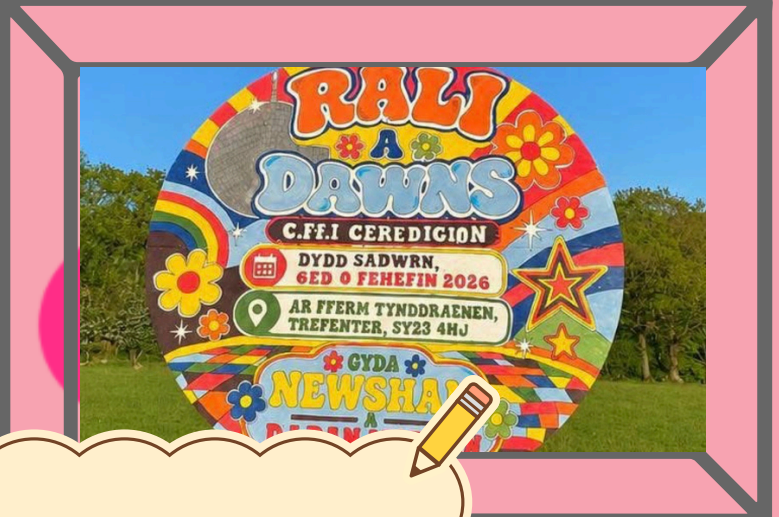 RALI
A
DAWNS
C.Ff.I CEREDIGION
DYDD SADWRN,
6ED O FEHEFIN 2026
AR FFERM TYNDDRAENEN,
TREFENTER, SY23 4HJ
GYDA
A